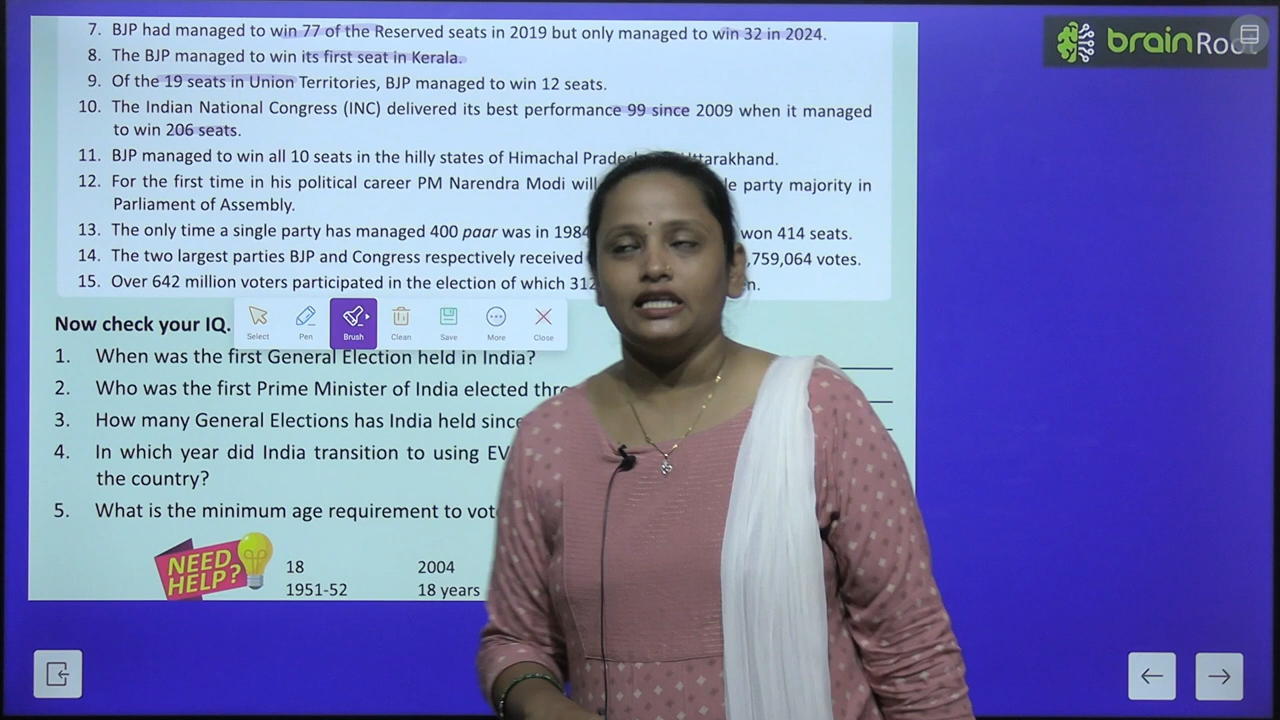 7. BJP had managed to win 77 of the Reserved seats in 2019 but only managed to win 32 in 2024.
8. The BJP managed to win its first seat in Kerala.
9. Of the 19 seats in Union Territories, BJP managed to win 12 seats.
10. The Indian National Congress (INC) delivered its best performance 99 since 2009 when it managed
to win 206 seats.
11. BJP managed to win all 10 seats in the hilly states of Himachal Uttarakhand.
12. For the first time in his political career PM Narendra Modi will party majority in
Parliament of Assembly.
13. The only time a single party has managed 400 paar was in 1984 won 414 seats.
14. The two largest parties BJP and Congress respectively received ,759,064 votes.
15. Over 642 million voters participated in the election of which 312
Select Pen Brush Clean Save More Close
Now check your IQ.
1. When was the first General Election held in India?
2. Who was the first Prime Minister of India elected
3. How many General Elections has India held
4. In which year did India transition to using
the country?
5. What is the minimum age requirement to
NEED HELP?
18 2004
1951-52 18 years
brain